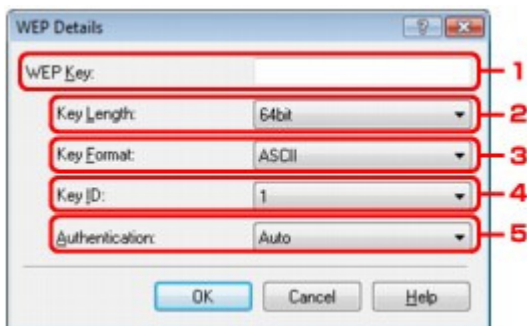 WEP Details
WEP Key: 1
Key Length: 64bit 2
Key Format: ASCII 3
Key ID: 1 4
Authentication: Auto 5
OK Cancel Help